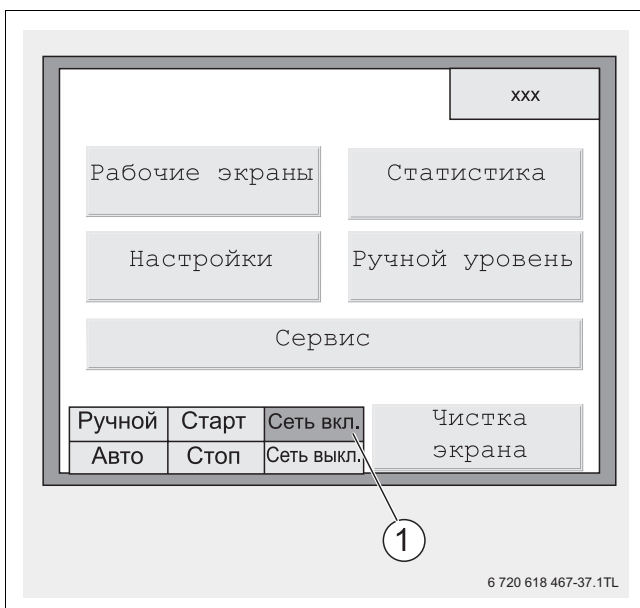 xxx
Рабочие экраны
Статистика
Настройки
Ручной уровень
Сервис
Ручной Старт Сеть вкл.
Авто Стоп Сеть выкл.
Чистка
экрана
1
6 720 618 467-37.1TL